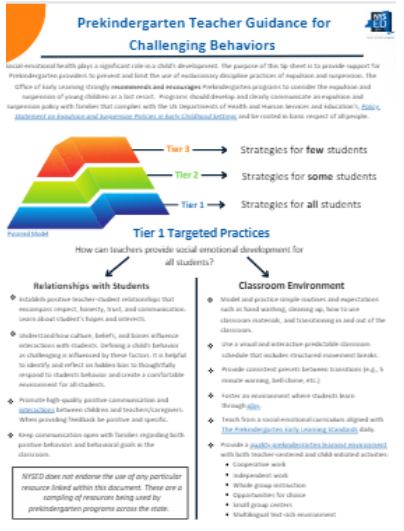 Prekindergarten Teacher Guidance for
Challenging Behaviors
NYS
ED
social-emotional health plays a significant role in a child's development. The purpose of this tip sheet is to provide support for
Prekindergarten providers to prevent and limit the use of exclusionary discipline practices of expulsion and suspension. The
Office of Early Learning strongly recommends and encourages Prekindergarten programs to consider the expulsion and
suspension of young children as a last resort. Programs should develop and clearly communicate an expulsion and
suspension policy with families that complies with the US Departments of Health and Human Services and Education's, Policy
Statement on Expulsion and Suspension Policies in Early Childhood Settings and be rooted in basic respect of all people.
Tier 3
Strategies for few students
Tier 2
Strategies for some students
Tier 1
Strategies for all students
Pyramid Model
Tier 1 Targeted Practices
How can teachers provide social emotional development for
all students?
Relationships with Students
❖ Establish positive teacher-student relationships that
encompass respect, honesty, trust, and communication.
Learn about student's hopes and interests.
❖ Understand how culture, beliefs, and biases influence
interactions with students. Defining a child's behavior
as challenging is influenced by these factors. It is helpful
to identify and reflect on hidden bias to thoughtfully
respond to students behavior and create a comfortable
environment for all students.
❖ Promote high-quality positive communication and
interactions between children and teachers/caregivers.
When providing feedback be positive and specific.
❖ Keep communication open with families regarding both
positive behaviors and behavioral goals in the
classroom.
NYSED does not endorse the use of any particular
resource linked within this document. These are a
sampling of resources being used by
prekindergarten programs across the state.
Classroom Environment
❖ Model and practice simple routines and expectations
such as hand washing, cleaning up, how to use
classroom materials, and transitioning in and out of the
classroom.
❖ Use a visual and interactive predictable classroom
schedule that includes structured movement breaks.
❖ Provide consistent presets between transitions (e.g., 5
minute warning, bell chime, etc.)
❖ Foster an environment where students learn
through play.
❖ Teach from a social emotional curriculum aligned with
The Prekindergarten Early Learning Standards daily.
❖ Provide a quality prekindergarten learning environment
with both teacher-centered and child-initiated activities:
• Cooperative work
• Independent work
• Whole group instruction
• Opportunities for choice
• Small group centers
• Multilingual text-rich environment